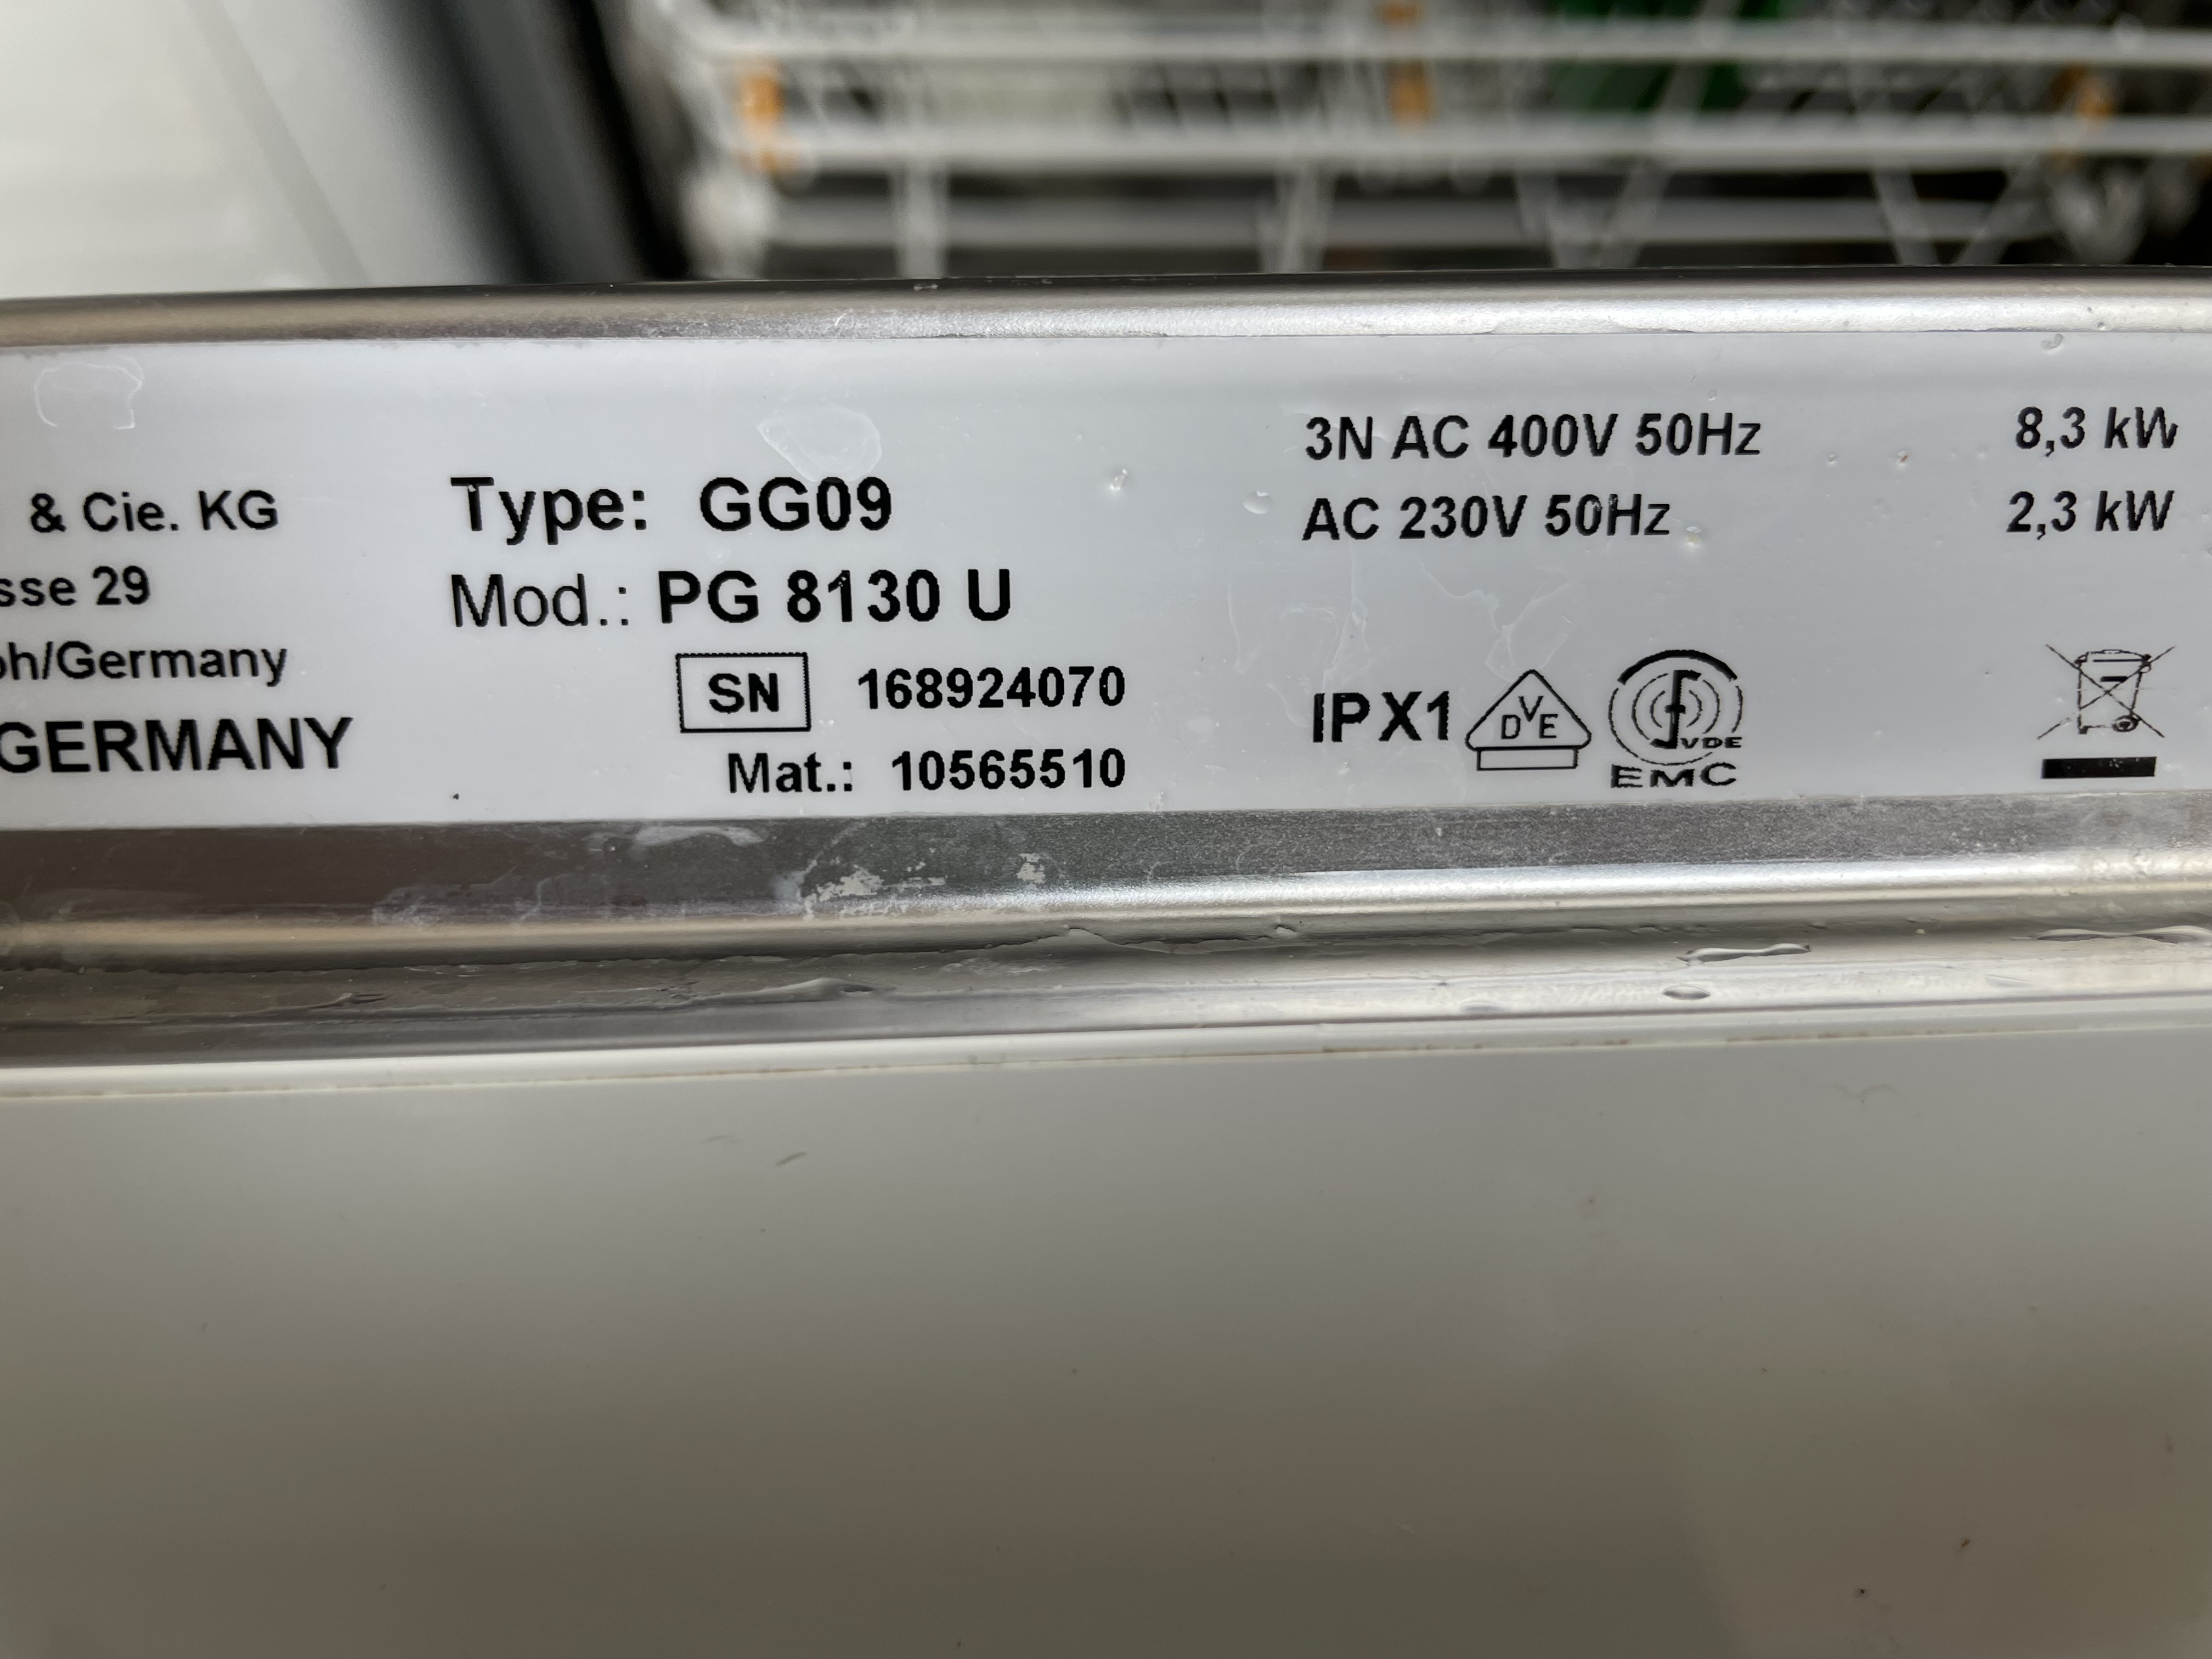 & Cie. KG
sse 29
oh/Germany
GERMANY
Type: GG09
Mod.: PG 8130 U
SN 168924070
Mat.: 10565510
3N AC 400V 50Hz 8,3 kW
AC 230V 50Hz 2,3 kW
IPX1 DVE VDE
EMC